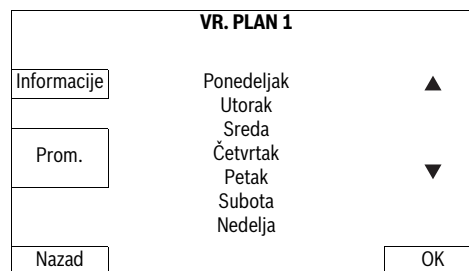 VR. PLAN 1
Informacije
Ponedeljak
Utorak
Sreda
Prom.
Četvrtak
Petak
Subota
Nedelja
Nazad
OK